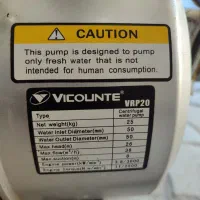 CAUTION
This pump is designed to pump
only fresh water that is not
intended for human consumption.
VICOUNTE
VRP20
Type Centrifugal water pump
Net weight(kg) 25
Water Inlet Diameter(mm) 50
Water Outlet Diameter(mm) 50
Max head(m)
Max flow(m³/h)
Max suction(m)